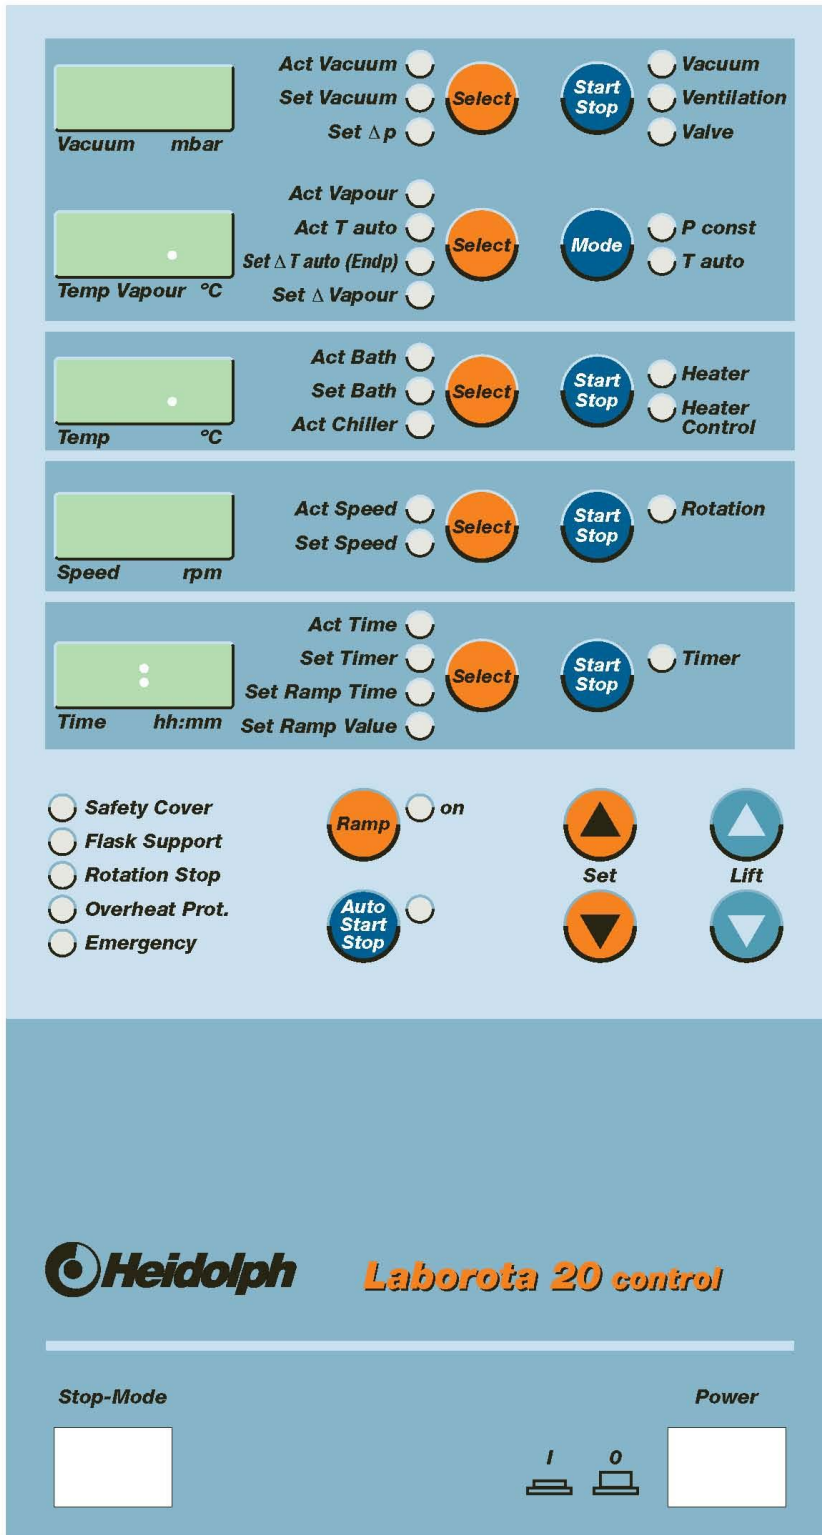 Act Vacuum
Set Vacuum
Set Δ p
Select
Start
Stop
Vacuum
Ventilation
Valve
Vacuum mbar
Act Vapour
Act T auto
Set Δ T auto (Endp)
Set Δ Vapour
Select
Mode
P const
T auto
Temp Vapour °C
Act Bath
Set Bath
Act Chiller
Select
Start
Stop
Heater
Heater
Control
Temp °C
Act Speed
Set Speed
Select
Start
Stop
Rotation
Speed rpm
Act Time
Set Timer
Set Ramp Time
Set Ramp Value
Select
Start
Stop
Timer
Time hh:mm
Safety Cover
Flask Support
Rotation Stop
Overheat Prot.
Emergency
Ramp
on
Auto
Start
Stop
Set
Lift
Heidolph
Laborota 20 control
Stop-Mode
Power
I 0